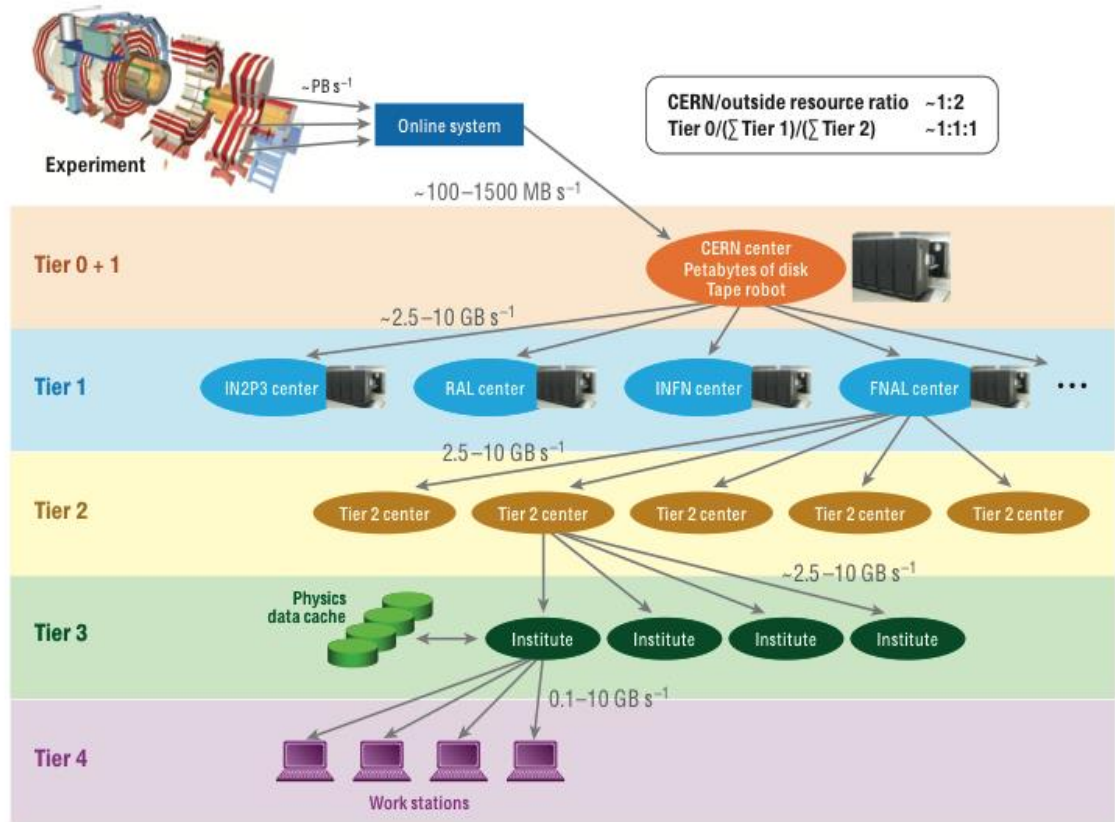 ~PB s⁻¹
Online system
Experiment
CERN/outside resource ratio ~1:2
Tier 0/(∑ Tier 1)/(∑ Tier 2) ~1:1:1
~100–1500 MB s⁻¹
Tier 0 + 1
CERN center
Petabytes of disk
Tape robot
~2.5–10 GB s⁻¹
Tier 1
IN2P3 center
RAL center
INFN center
FNAL center
...
2.5–10 GB s⁻¹
Tier 2
Tier 2 center
Tier 2 center
Tier 2 center
Tier 2 center
Tier 2 center
~2.5–10 GB s⁻¹
Physics
data cache
Tier 3
Institute
Institute
Institute
Institute
0.1–10 GB s⁻¹
Tier 4
Work stations